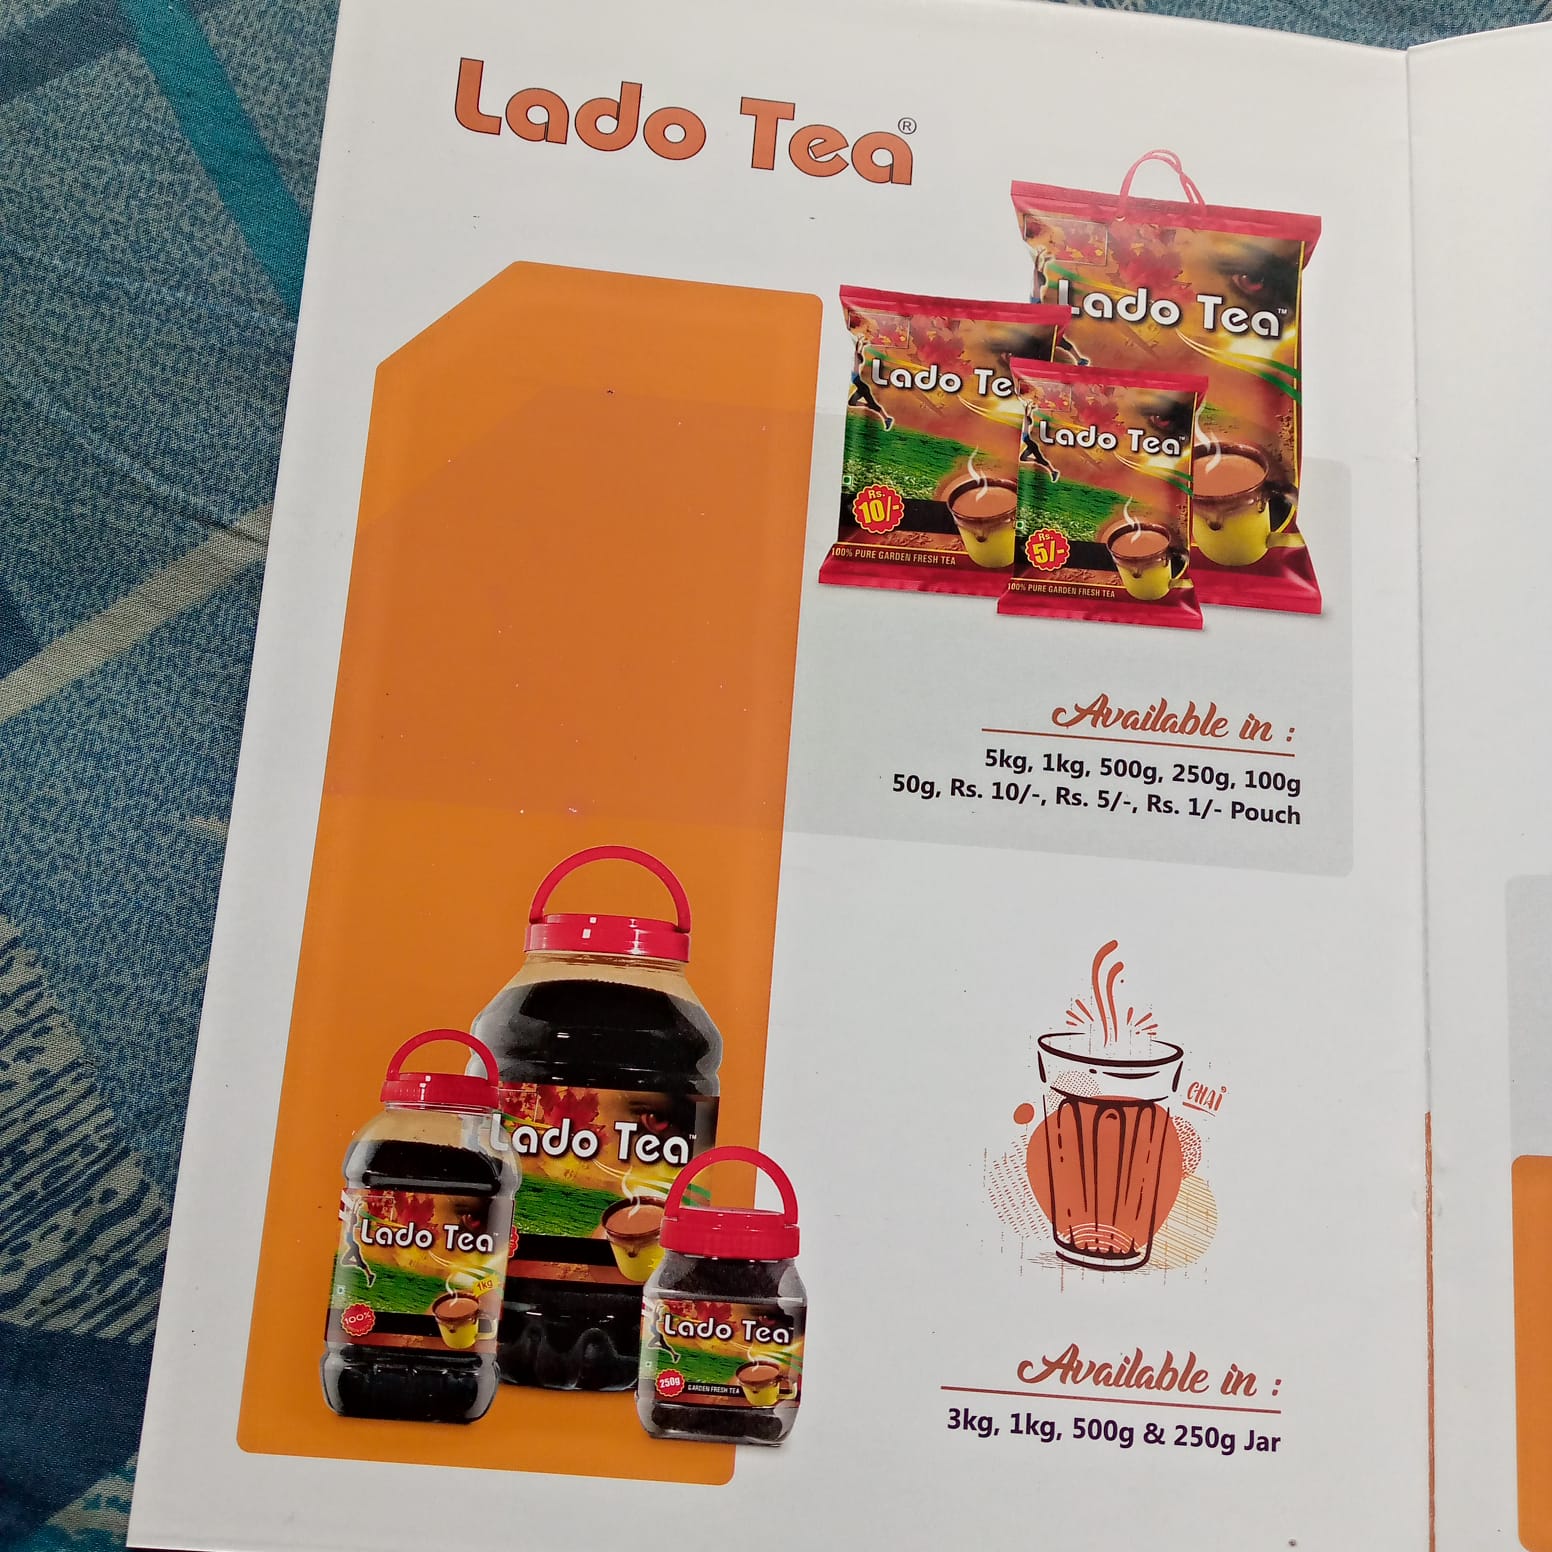 Lado Tea®
Lado Tea™
Lado Te
Lado Tea™
Rs.
10/-
Rs.
5/-
100% PURE GARDEN FRESH TEA
100% PURE GARDEN FRESH TEA
Available in :
5kg, 1kg, 500g, 250g, 100g
50g, Rs. 10/-, Rs. 5/-, Rs. 1/- Pouch
CHAI
Lado Tea™
Lado Tea
1kg
100%
Lado Tea
250g
GARDEN FRESH TEA
Available in :
3kg, 1kg, 500g & 250g Jar